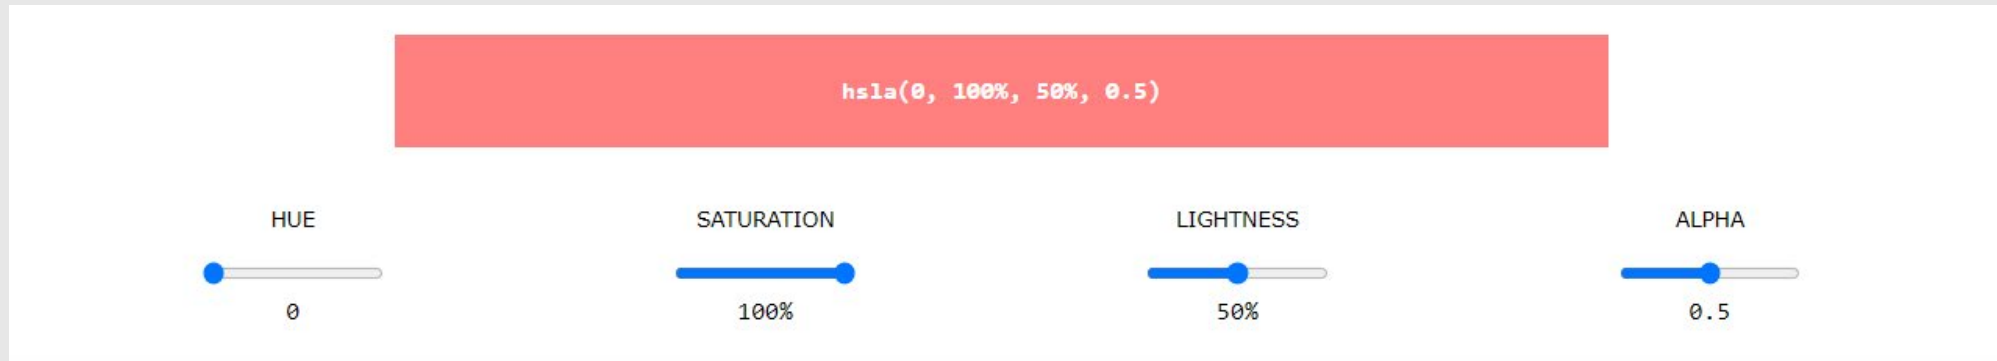 hsla(0, 100%, 50%, 0.5)
HUE SATURATION LIGHTNESS ALPHA
0 100% 50% 0.5